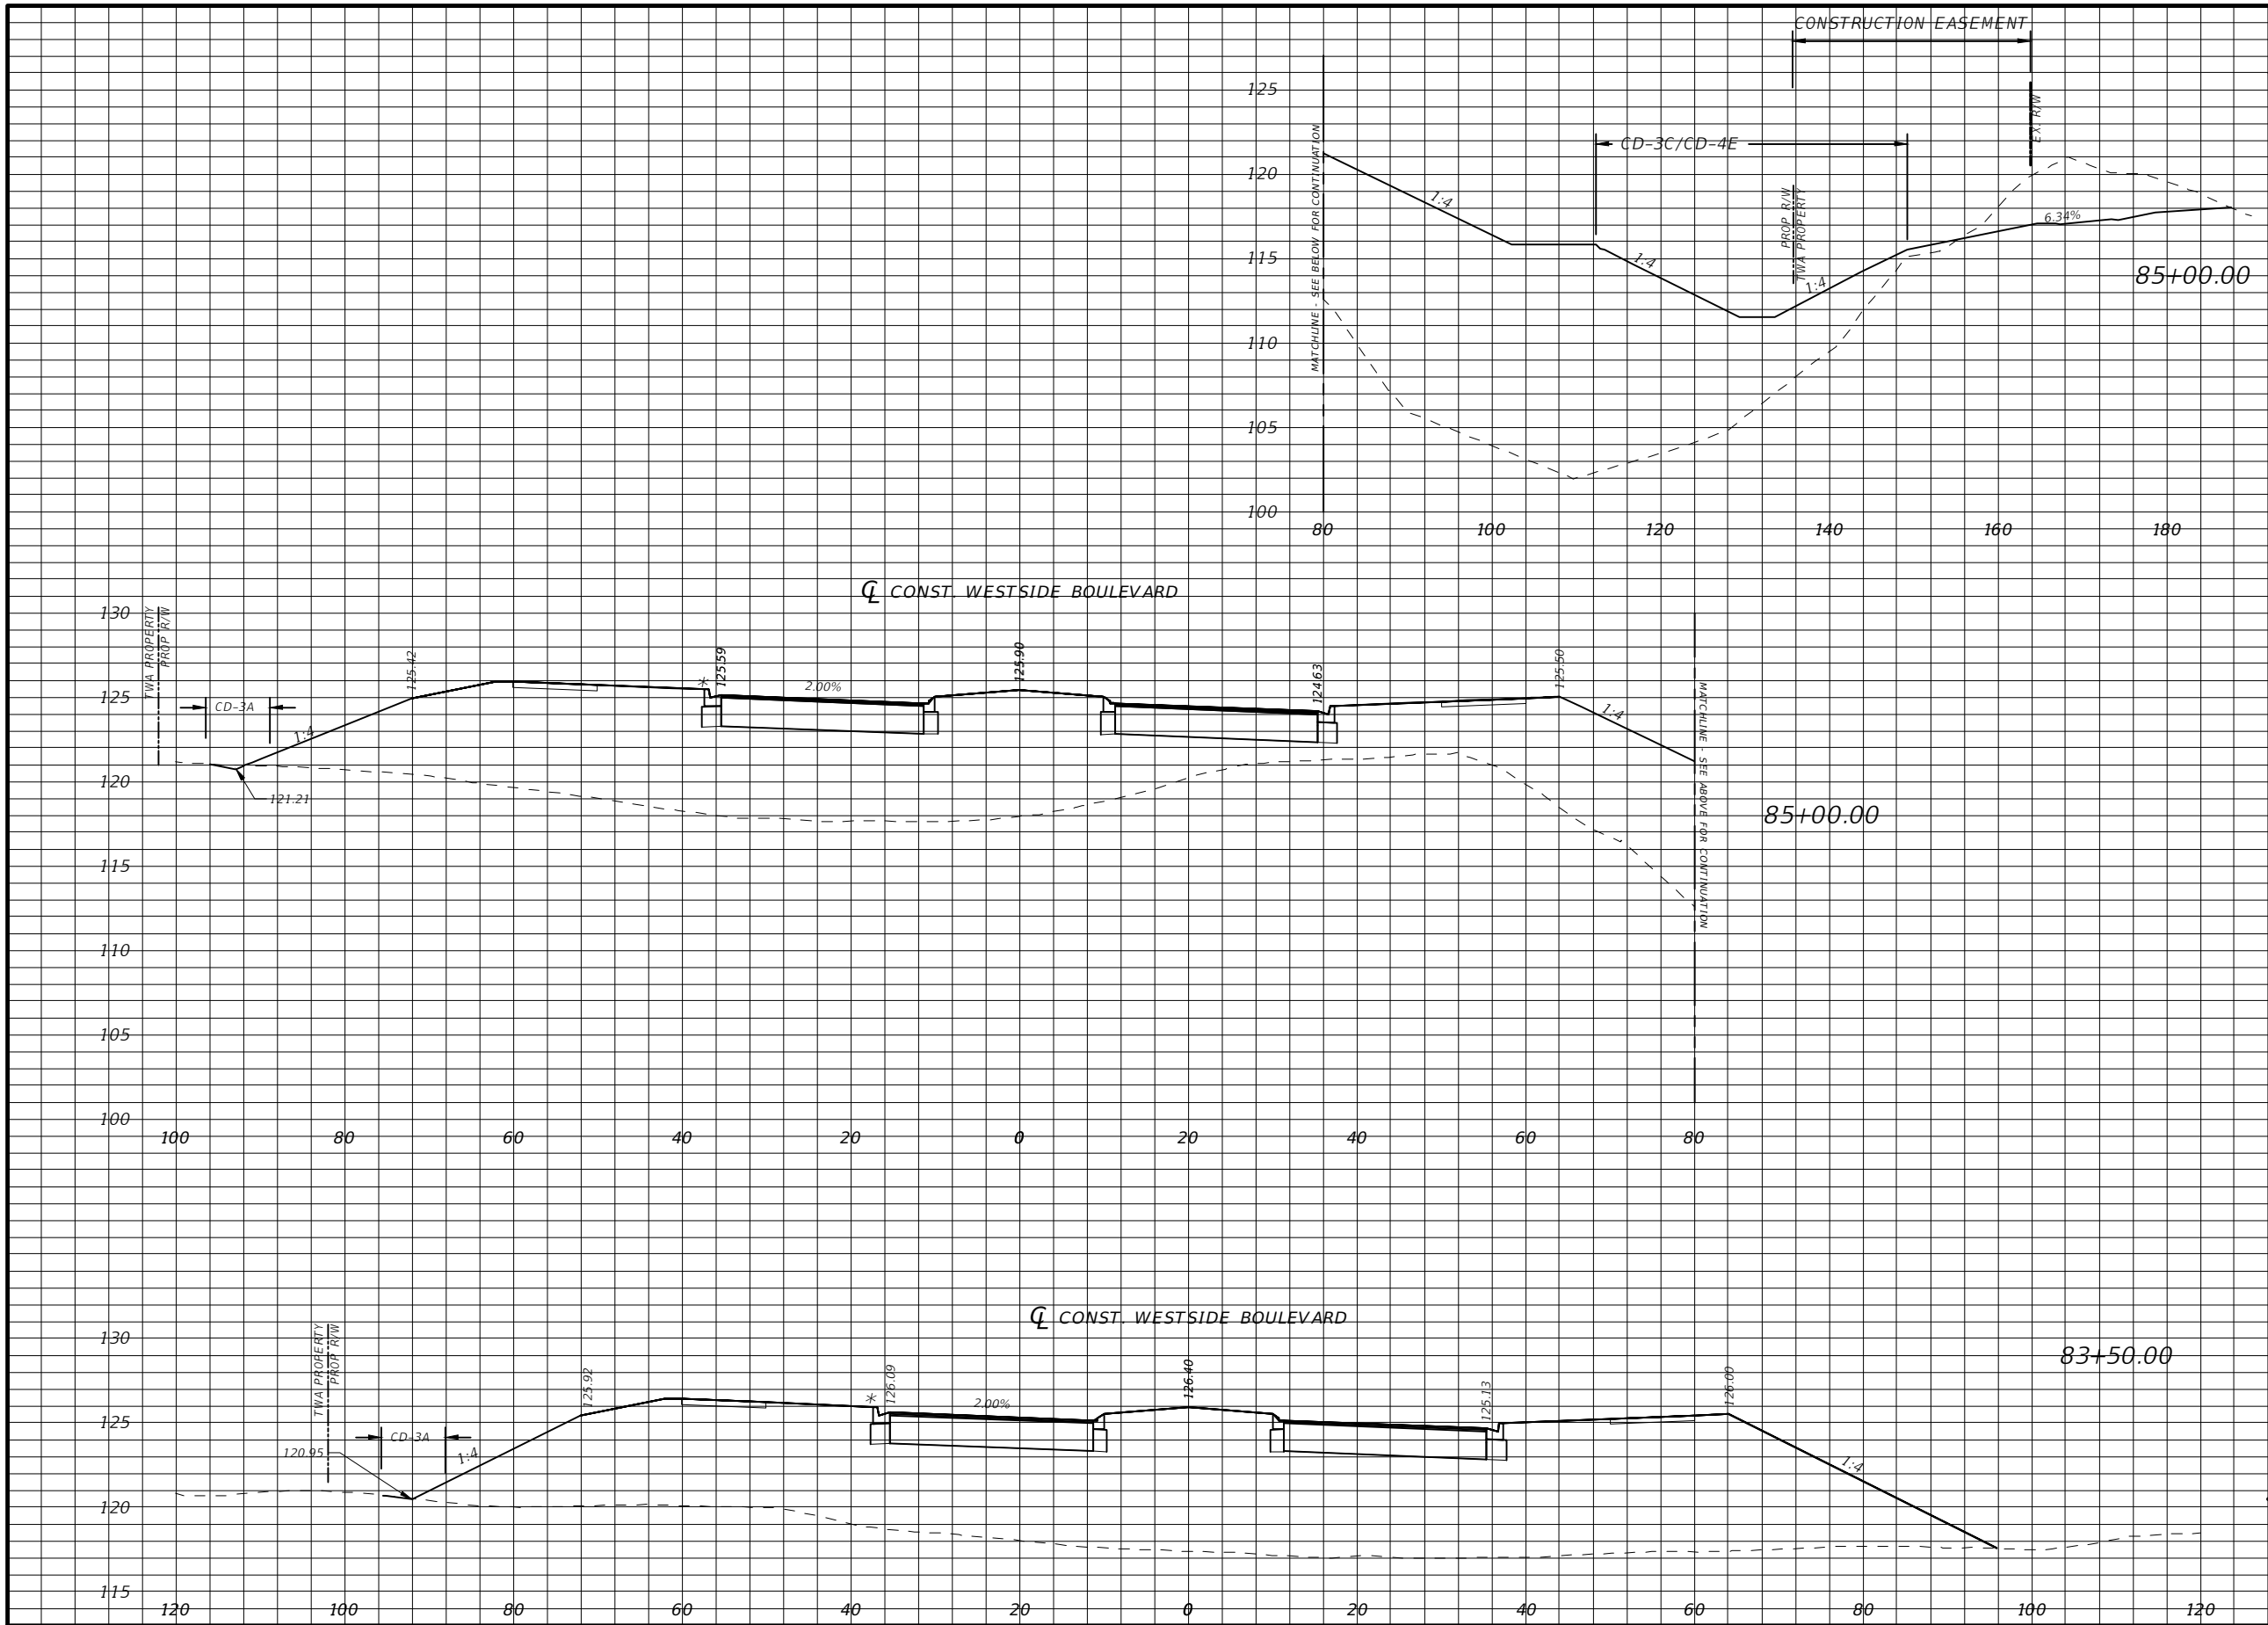 CONSTRUCTION EASEMENT
125
120
115
110
105
100
MATCHLINE - SEE BELOW FOR CONTINUATION
EX. R/W
CD-3C/CD-4E
PROP R/W
TWA PROPERTY
1:4
1:4
1:4
6.34%
85+00.00
80 100 120 140 160 180
℄ CONST. WESTSIDE BOULEVARD
130
125
120
115
110
105
100
TWA PROPERTY
PROP R/W
CD-3A
1:4
121.21
125.42
*
125.59
2.00%
125.90
124.63
125.50
1:4
MATCHLINE - SEE ABOVE FOR CONTINUATION
85+00.00
100 80 60 40 20 0 20 40 60 80
℄ CONST. WESTSIDE BOULEVARD
130
125
120
115
TWA PROPERTY
PROP R/W
CD-3A
120.95
1:4
125.92
*
126.09
2.00%
126.40
125.13
126.00
1:4
83+50.00
120 100 80 60 40 20 0 20 40 60 80 100 120